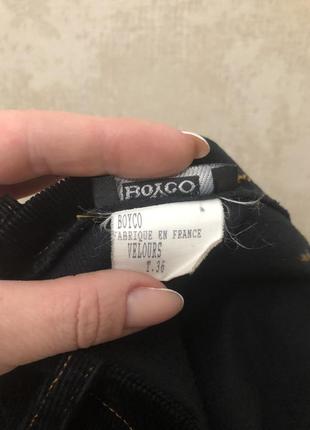 BOYCO
BOYCO
FABRIQUE EN FRANCE
VELOURS
T.36